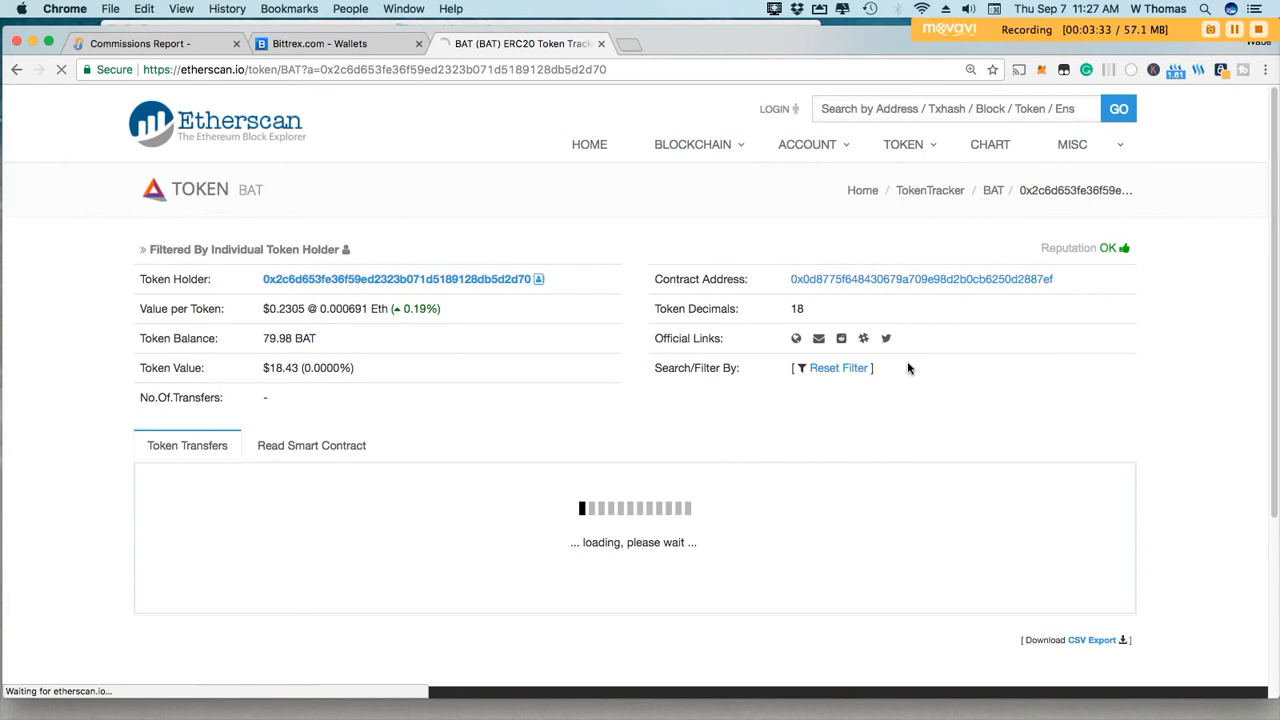 Chrome File Edit View History Bookmarks People Window Help Thu Sep 7 11:27 AM W Thomas
movavi Recording [00:03:33 / 57.1 MB]
Commissions Report - Bittrex.com - Wallets BAT (BAT) ERC20 Token Track
Secure https://etherscan.io/token/BAT?a=0x2c6d653fe36f59ed2323b071d5189128db5d2d70 1.61
LOGIN Search by Address / Txhash / Block / Token / Ens GO
Etherscan
The Ethereum Block Explorer
HOME BLOCKCHAIN ACCOUNT TOKEN CHART MISC
TOKEN BAT Home / TokenTracker / BAT / 0x2c6d653fe36f59e...
» Filtered By Individual Token Holder Reputation OK
Token Holder: 0x2c6d653fe36f59ed2323b071d5189128db5d2d70 Contract Address: 0x0d8775f648430679a709e98d2b0cb6250d2887ef
Value per Token: $0.2305 @ 0.000691 Eth (0.19%) Token Decimals: 18
Token Balance: 79.98 BAT Official Links:
Token Value: $18.43 (0.0000%) Search/Filter By: [ Reset Filter ]
No.Of.Transfers: -
Token Transfers Read Smart Contract
... loading, please wait ...
[ Download CSV Export ]
Waiting for etherscan.io...